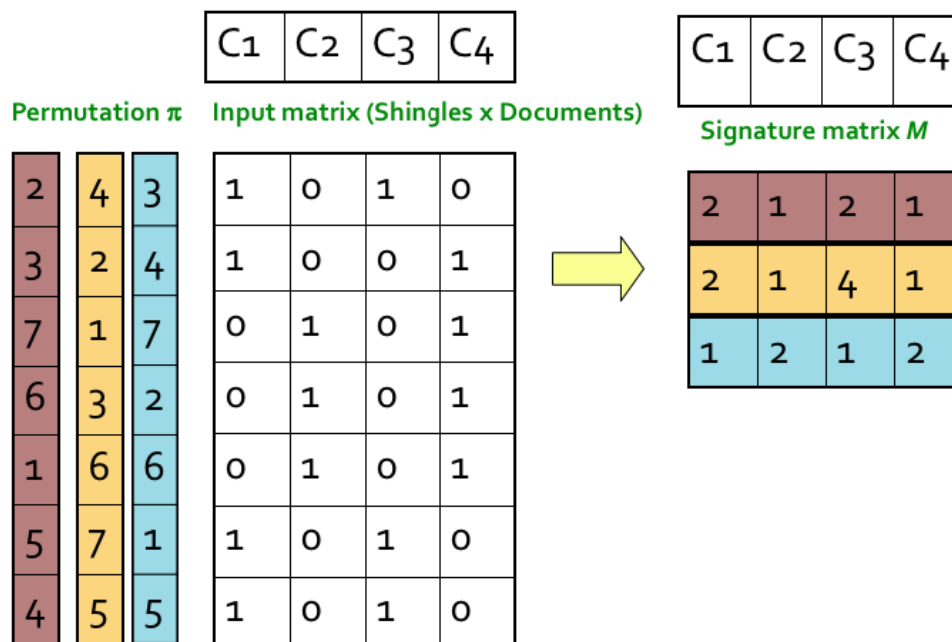 C1 C2 C3 C4
C1 C2 C3 C4
Permutation π
Input matrix (Shingles x Documents)
Signature matrix M
2 4 3 1 0 1 0
3 2 4 1 0 0 1
7 1 7 0 1 0 1
6 3 2 0 1 0 1
1 6 6 0 1 0 1
5 7 1 1 0 1 0
4 5 5 1 0 1 0
2 1 2 1
2 1 4 1
1 2 1 2